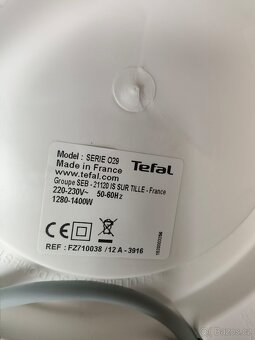 Model : SERIE O29
Made in France
www.tefal.com
Tefal
Groupe SEB - 21120 IS SUR TILLE - France
220-230V~ 50-60Hz
1280-1400W
REF : FZ710038 /12 A - 3916